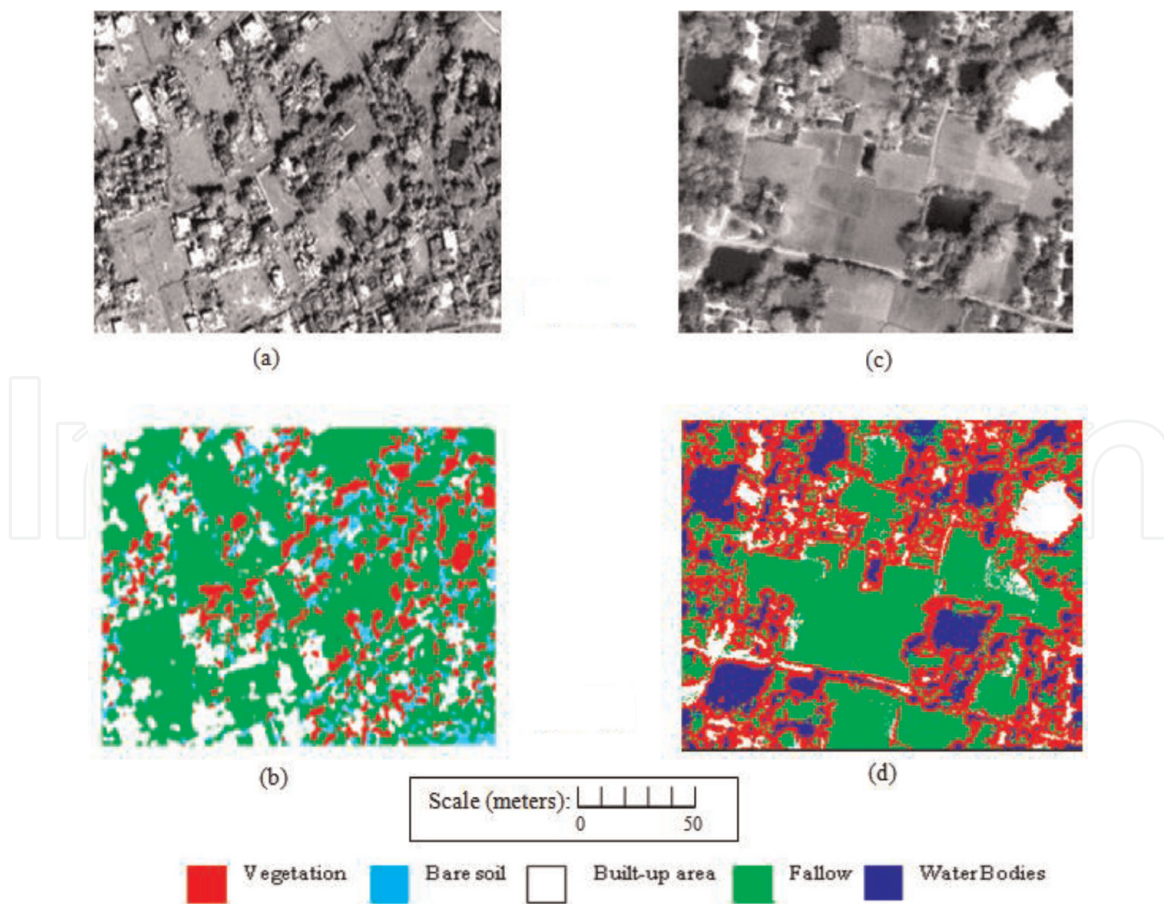 (a)
(c)
(b)
(d)
Scale (meters):
0 50
Vegetation Bare soil Built-up area Fallow Water Bodies